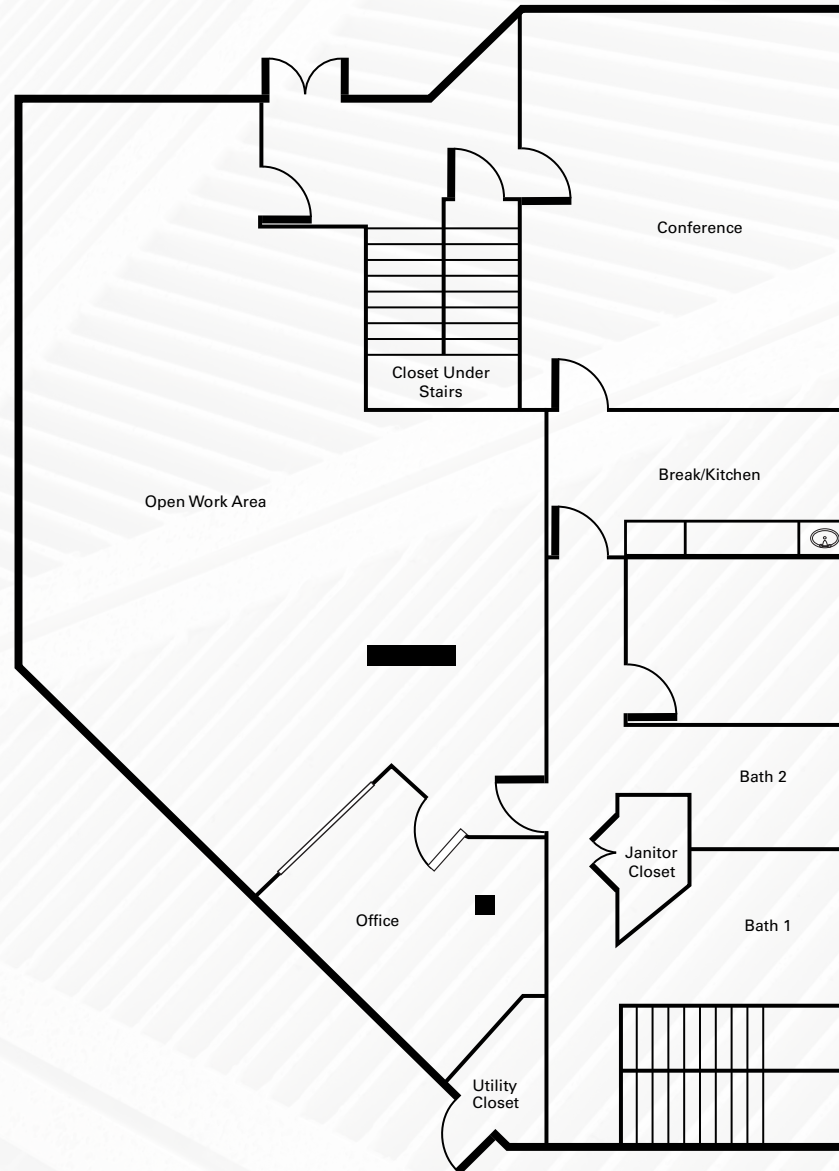 Conference
Closet Under
Stairs
Break/Kitchen
Open Work Area
Bath 2
Janitor
Closet
Office
Bath 1
Utility
Closet